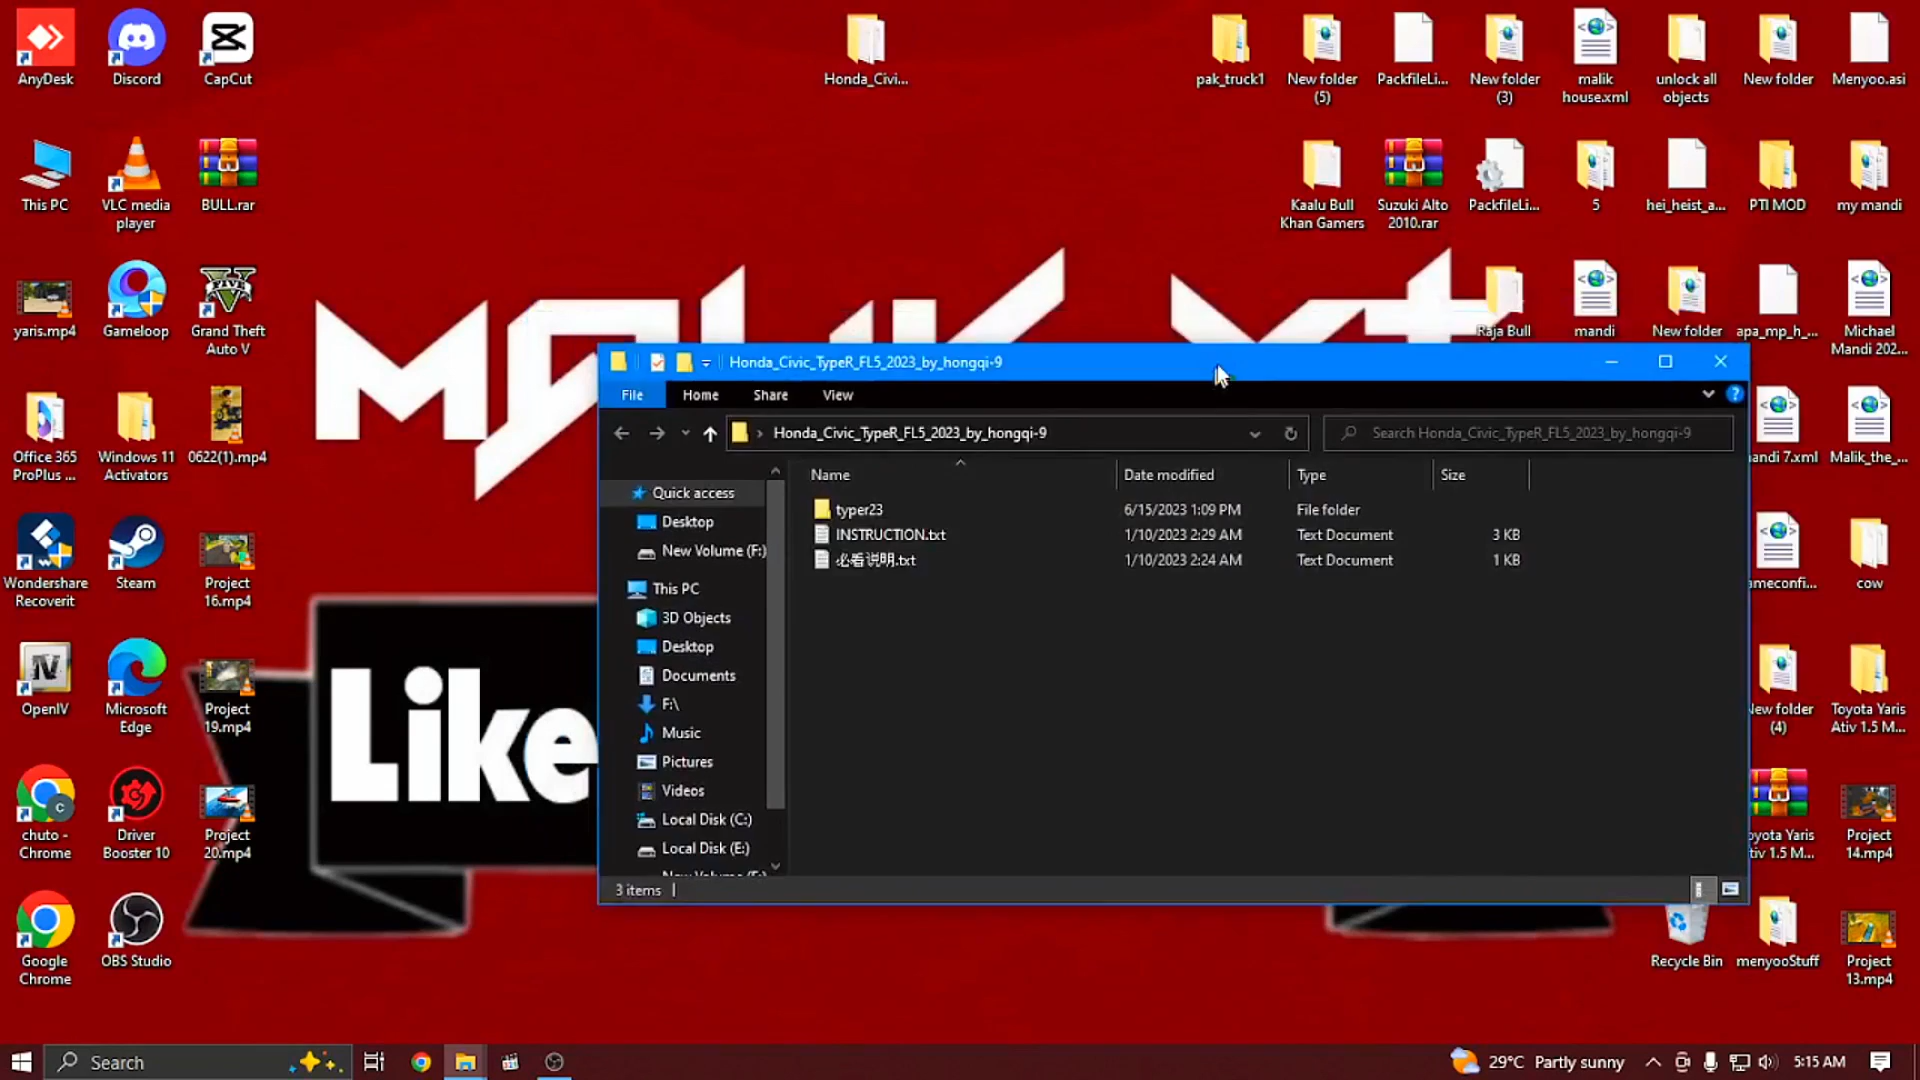 AnyDesk
Discord
CapCut
Honda_Civi...
pak_truck1
New folder
(5)
PackfileLi...
New folder
(3)
malik
house.xml
unlock all
objects
New folder
Menyoo.asi
This PC
VLC media
player
BULL.rar
Kaalu Bull
Khan Gamers
Suzuki Alto
2010.rar
PackfileLi...
5
hei_heist_a...
PTI MOD
my mandi
yaris.mp4
Gameloop
Grand Theft
Auto V
Raja Bull
mandi
New folder
apa_mp_h_...
Michael
Mandi 202...
Honda_Civic_TypeR_FL5_2023_by_hongqi-9
File
Home
Share
View
Honda_Civic_TypeR_FL5_2023_by_hongqi-9
Search Honda_Civic_TypeR_FL5_2023_by_hongqi-9
Name
Date modified
Type
Size
typer23
6/15/2023 1:09 PM
File folder
INSTRUCTION.txt
1/10/2023 2:29 AM
Text Document
3 KB
必看说明.txt
1/10/2023 2:24 AM
Text Document
1 KB
Quick access
Desktop
New Volume (F:)
This PC
3D Objects
Desktop
Documents
F:\
Music
Pictures
Videos
Local Disk (C:)
Local Disk (E:)
3 items
Office 365
ProPlus ...
Windows 11
Activators
0622(1).mp4
andi 7.xml
Malik_the_...
Wondershare
Recoverit
Steam
Project
16.mp4
ameconfi...
cow
OpenIV
Microsoft
Edge
Project
19.mp4
New folder
(4)
Toyota Yaris
Ativ 1.5 M...
Like
chuto -
Chrome
Driver
Booster 10
Project
20.mp4
oyota Yaris
tiv 1.5 M...
Project
14.mp4
Google
Chrome
OBS Studio
Recycle Bin
menyooStuff
Project
13.mp4
Search
29°C Partly sunny
5:15 AM